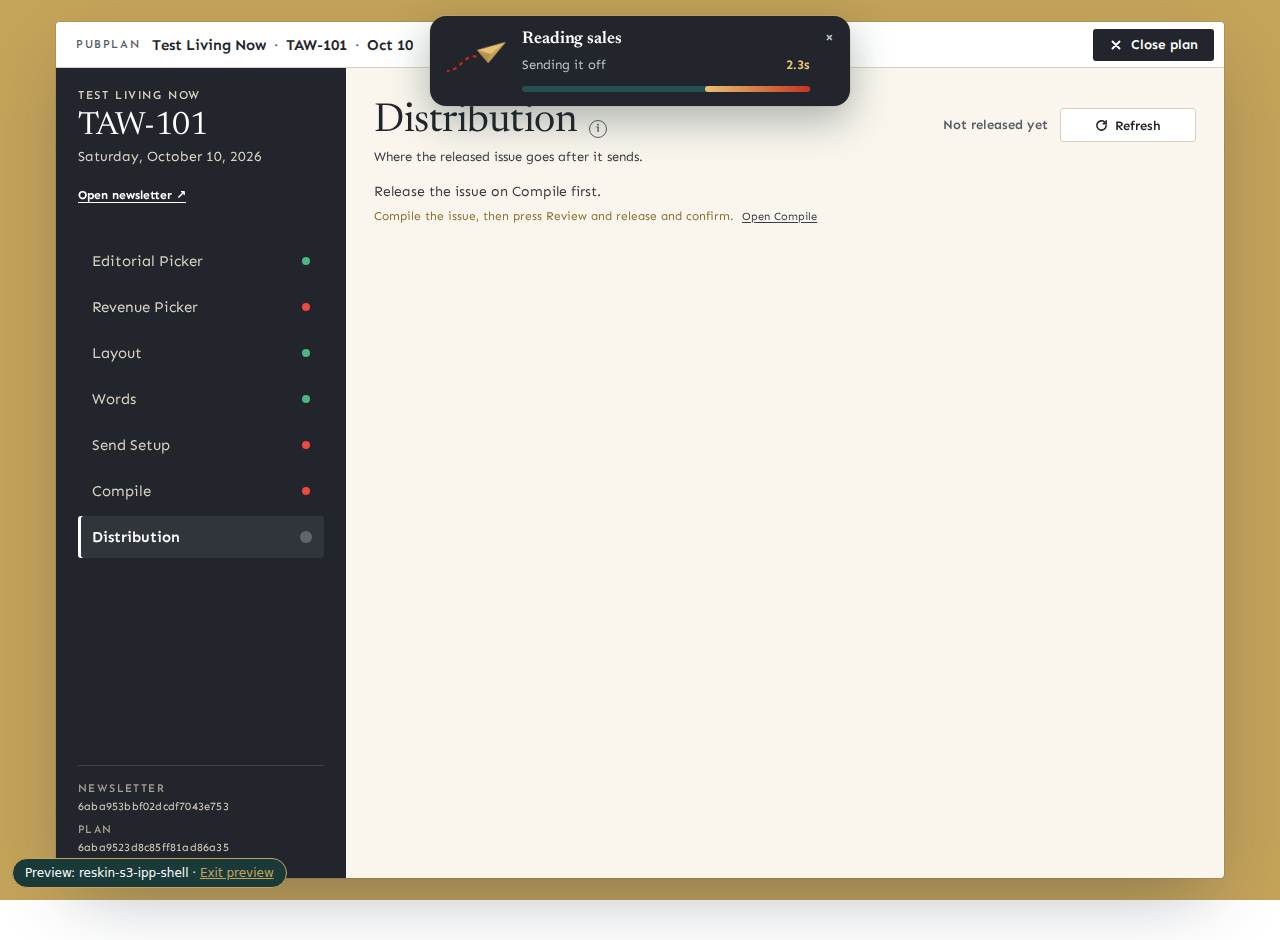 PUBPLAN Test Living Now · TAW-101 · Oct 10
Reading sales
×
Sending it off 2.3s
Close plan
TEST LIVING NOW
TAW-101
Saturday, October 10, 2026
Open newsletter ↗
Editorial Picker
Revenue Picker
Layout
Words
Send Setup
Compile
Distribution
NEWSLETTER
6aba953bbf02dcdf7043e753
PLAN
6aba9523d8c85ff81ad86a35
Preview: reskin-s3-ipp-shell · Exit preview
Distribution i
Not released yet
Refresh
Where the released issue goes after it sends.
Release the issue on Compile first.
Compile the issue, then press Review and release and confirm. Open Compile